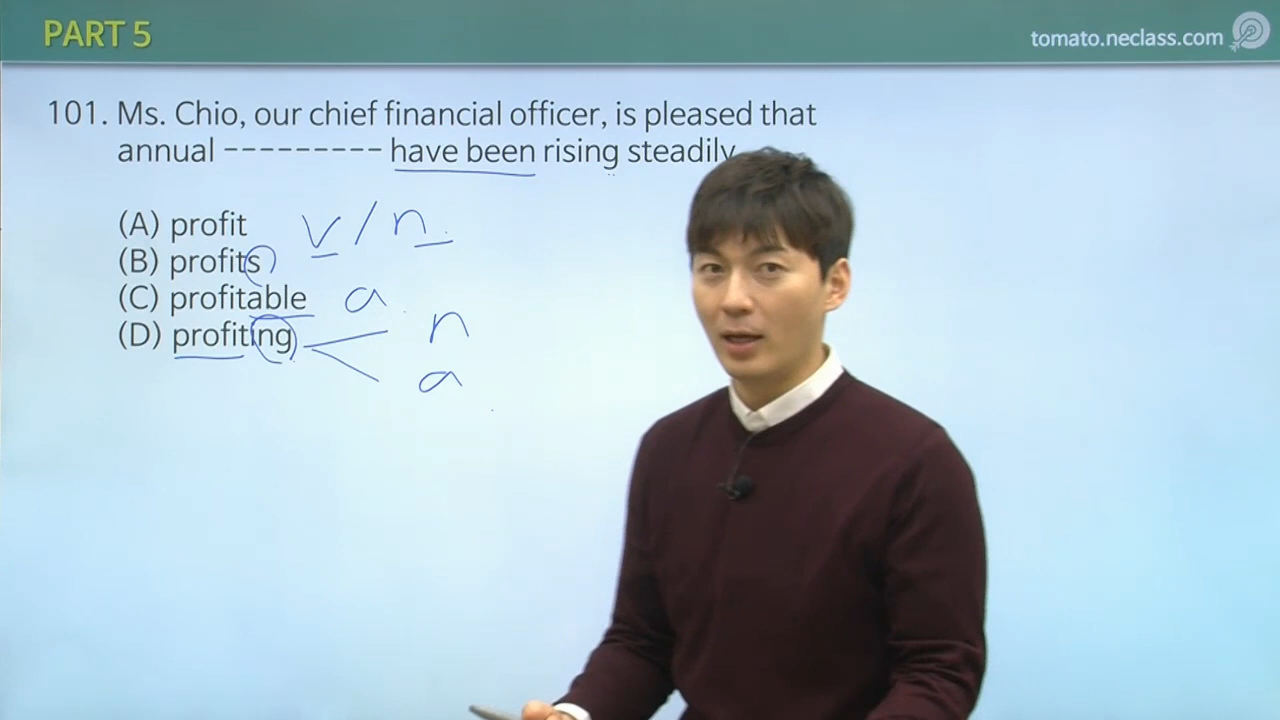 PART 5
tomato.neclass.com
101. Ms. Chio, our chief financial officer, is pleased that
annual --------- have been rising steadily
(A) profit v / n
(B) profits
(C) profitable a
(D) profiting n
a